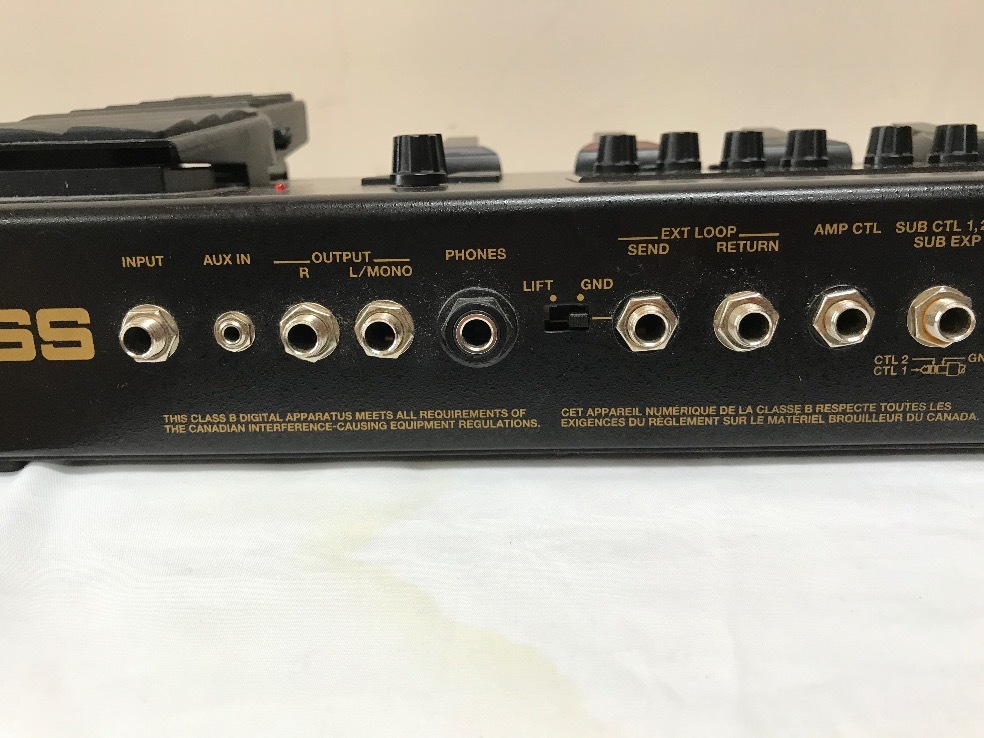 SS
INPUT
AUX IN
OUTPUT
R L/MONO
PHONES
LIFT GND
EXT LOOP
SEND RETURN
AMP CTL
SUB CTL 1, 2
SUB EXP
CTL 2
CTL 1
THIS CLASS B DIGITAL APPARATUS MEETS ALL REQUIREMENTS OF
THE CANADIAN INTERFERENCE-CAUSING EQUIPMENT REGULATIONS.
CET APPAREIL NUMÉRIQUE DE LA CLASSE B RESPECTE TOUTES LES
EXIGENCES DU RÉGLEMENT SUR LE MATÉRIEL BROUILLEUR DU CANADA.